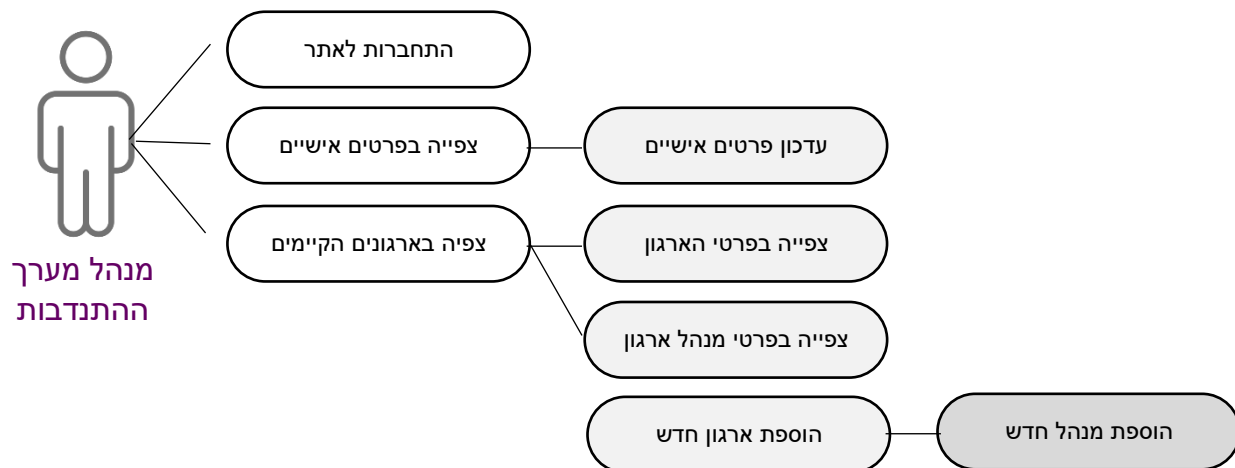 התחברות לאתר
צפייה בפרטים אישיים
עדכון פרטים אישיים
צפיה בארגונים הקיימים
צפייה בפרטי הארגון
מנהל מערך
ההתנדבות
צפייה בפרטי מנהל ארגון
הוספת ארגון חדש
הוספת מנהל חדש